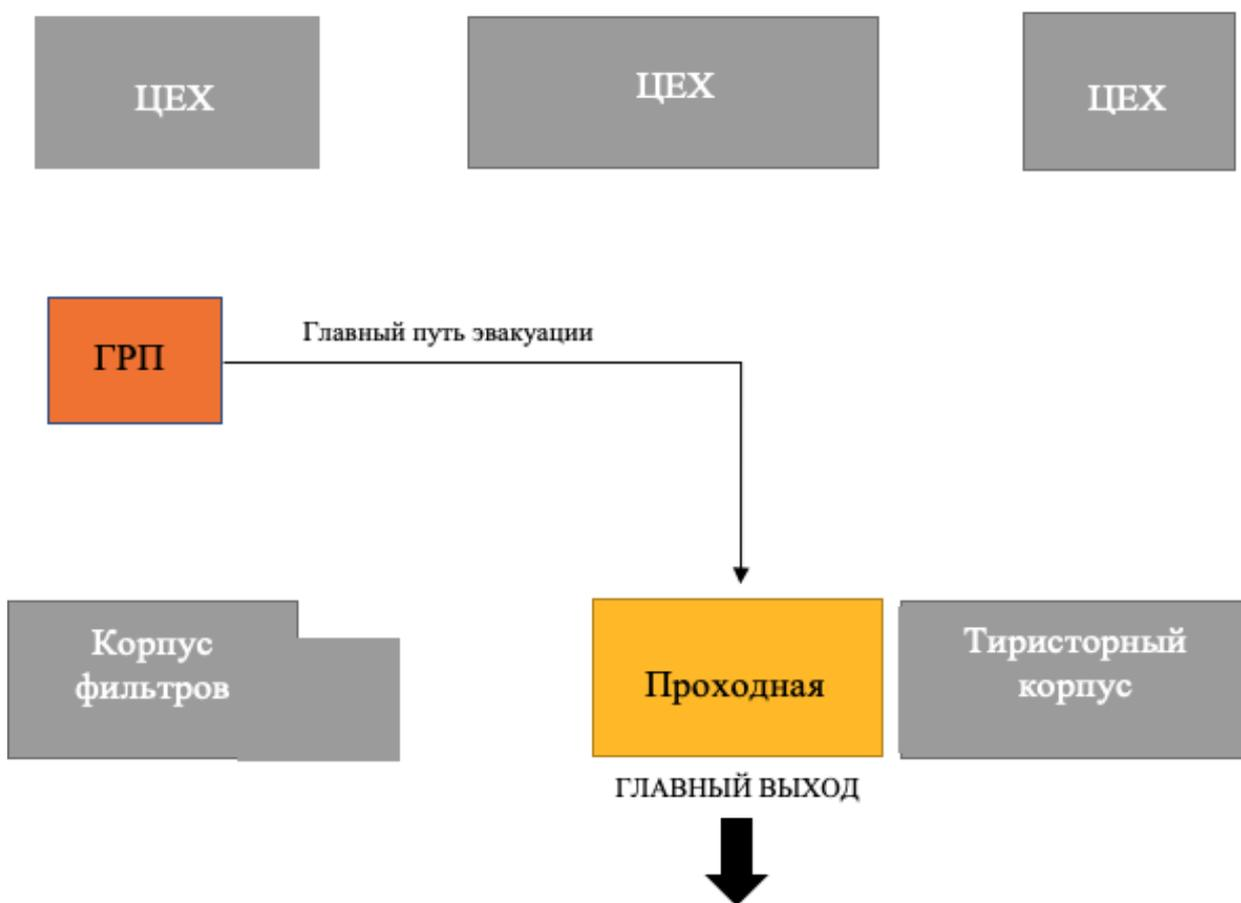 ЦЕХ
ЦЕХ
ЦЕХ
ГРП
Главный путь эвакуации
Корпус
фильтров
Проходная
Тиристорный
корпус
ГЛАВНЫЙ ВЫХОД